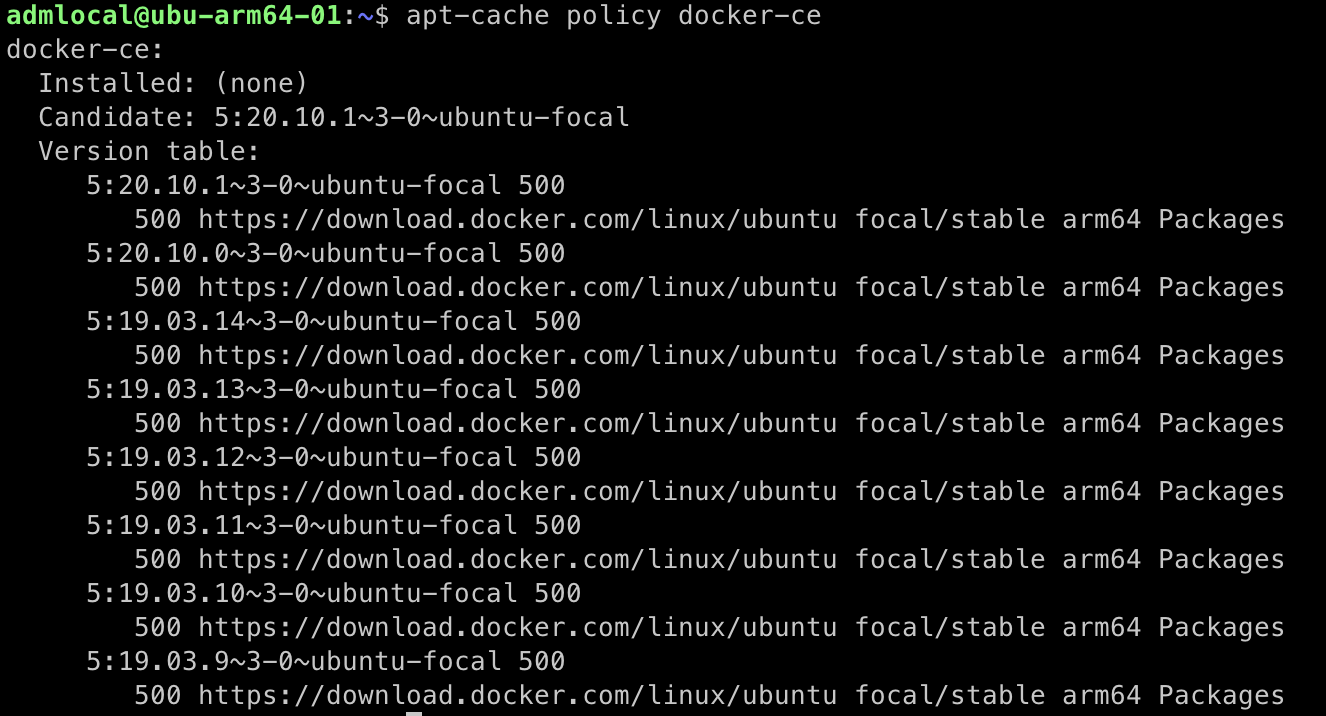 admlocal@ubu-arm64-01:~$ apt-cache policy docker-ce
docker-ce:
  Installed: (none)
  Candidate: 5:20.10.1~3-0~ubuntu-focal
  Version table:
     5:20.10.1~3-0~ubuntu-focal 500
        500 https://download.docker.com/linux/ubuntu focal/stable arm64 Packages
     5:20.10.0~3-0~ubuntu-focal 500
        500 https://download.docker.com/linux/ubuntu focal/stable arm64 Packages
     5:19.03.14~3-0~ubuntu-focal 500
        500 https://download.docker.com/linux/ubuntu focal/stable arm64 Packages
     5:19.03.13~3-0~ubuntu-focal 500
        500 https://download.docker.com/linux/ubuntu focal/stable arm64 Packages
     5:19.03.12~3-0~ubuntu-focal 500
        500 https://download.docker.com/linux/ubuntu focal/stable arm64 Packages
     5:19.03.11~3-0~ubuntu-focal 500
        500 https://download.docker.com/linux/ubuntu focal/stable arm64 Packages
     5:19.03.10~3-0~ubuntu-focal 500
        500 https://download.docker.com/linux/ubuntu focal/stable arm64 Packages
     5:19.03.9~3-0~ubuntu-focal 500
        500 https://download.docker.com/linux/ubuntu focal/stable arm64 Packages